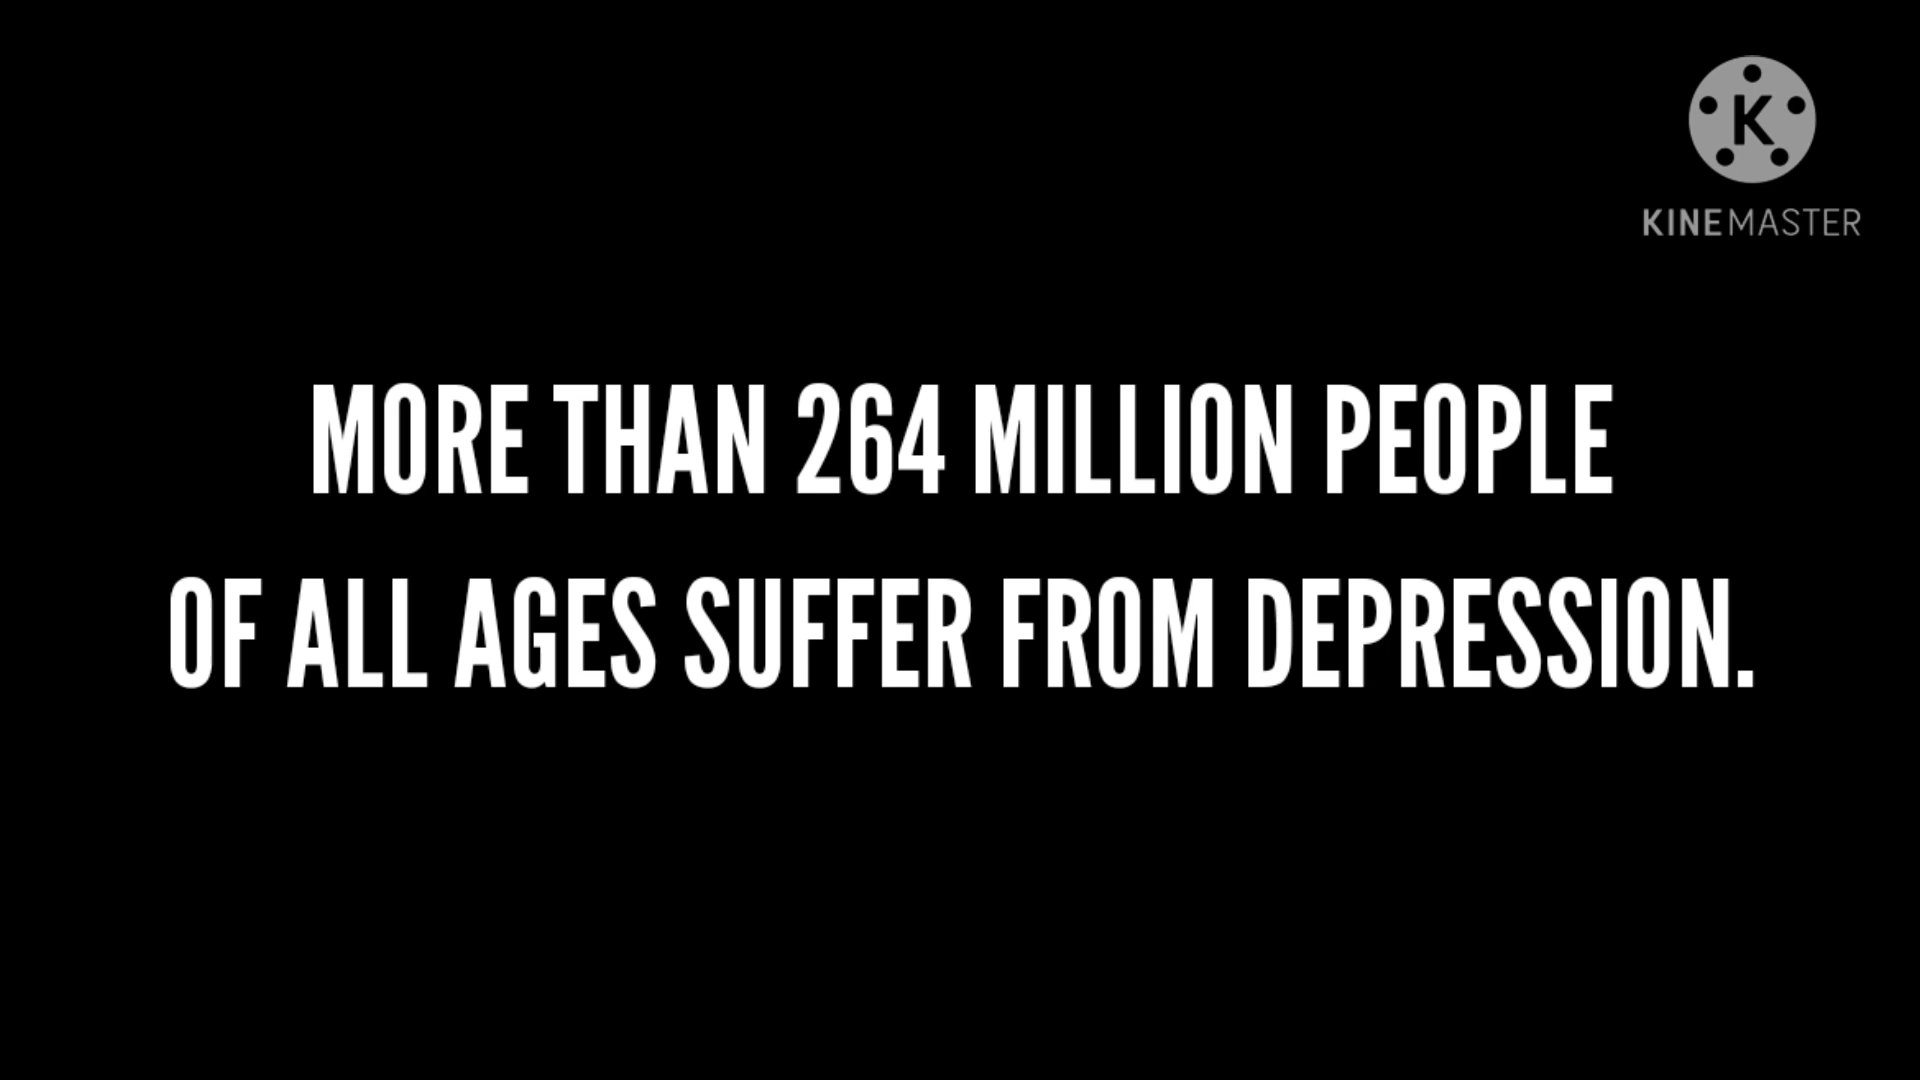 K
KINEMASTER
MORE THAN 264 MILLION PEOPLE
OF ALL AGES SUFFER FROM DEPRESSION.